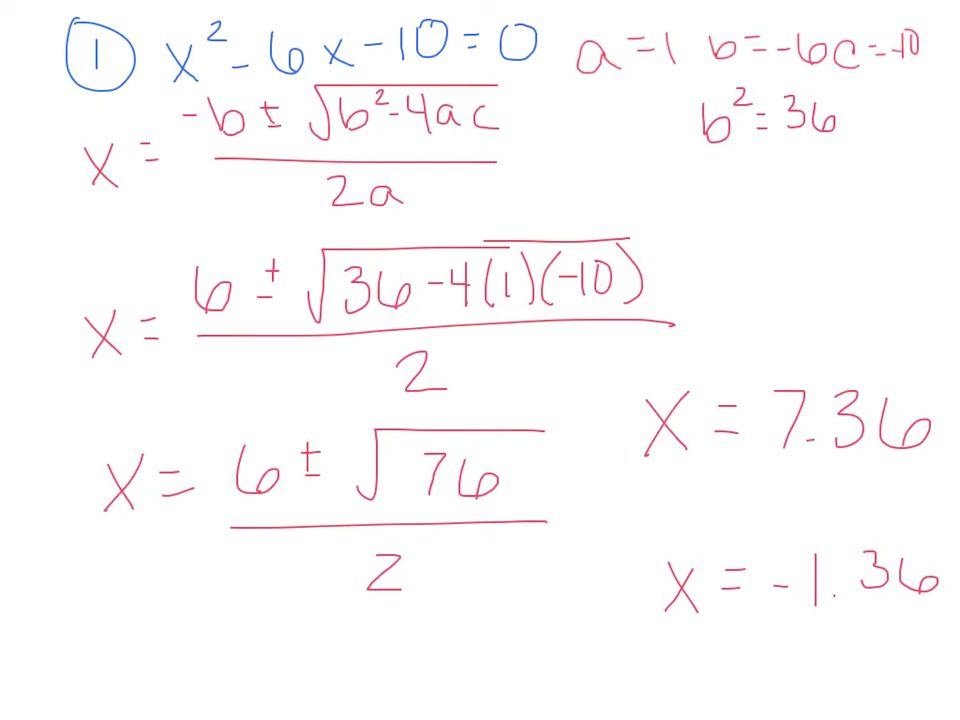 ① x² - 6x - 10 = 0 a = 1 b = -6 c = -10
b² = 36
x = -b ± √(b² - 4ac) / 2a
x = 6 ± √(36 - 4(1)(-10)) / 2
x = 7.36
x = 6 ± √76 / 2
x = -1.36